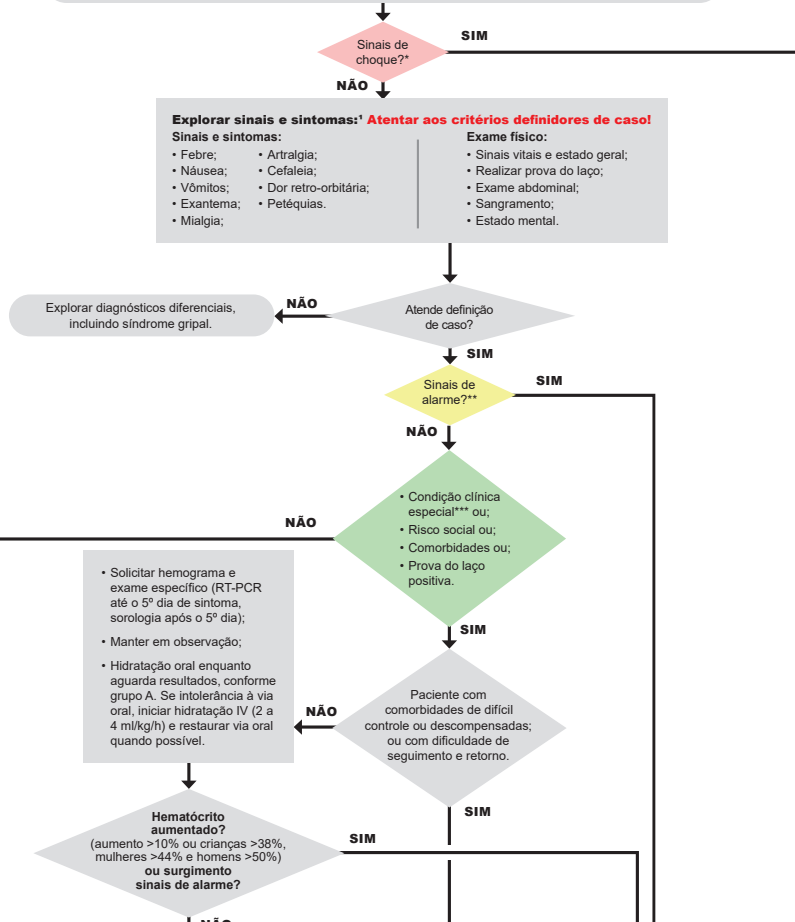 Sinais de
choque?*
SIM
NÃO
Explorar sinais e sintomas:¹ Atentar aos critérios definidores de caso!
Sinais e sintomas:
• Febre;
• Náusea;
• Vômitos;
• Exantema;
• Mialgia;
• Artralgia;
• Cefaleia;
• Dor retro-orbitária;
• Petéquias.
Exame físico:
• Sinais vitais e estado geral;
• Realizar prova do laço;
• Exame abdominal;
• Sangramento;
• Estado mental.
Atende definição
de caso?
NÃO
Explorar diagnósticos diferenciais,
incluindo síndrome gripal.
SIM
Sinais de
alarme?**
SIM
NÃO
• Condição clínica
especial*** ou;
• Risco social ou;
• Comorbidades ou;
• Prova do laço
positiva.
NÃO
SIM
Paciente com
comorbidades de difícil
controle ou descompensadas;
ou com dificuldade de
seguimento e retorno.
NÃO
SIM
• Solicitar hemograma e
exame específico (RT-PCR
até o 5º dia de sintoma,
sorologia após o 5º dia);
• Manter em observação;
• Hidratação oral enquanto
aguarda resultados, conforme
grupo A. Se intolerância à via
oral, iniciar hidratação IV (2 a
4 ml/kg/h) e restaurar via oral
quando possível.
Hematócrito
aumentado?
(aumento >10% ou crianças >38%,
mulheres >44% e homens >50%)
ou surgimento
sinais de alarme?
SIM
NÃO